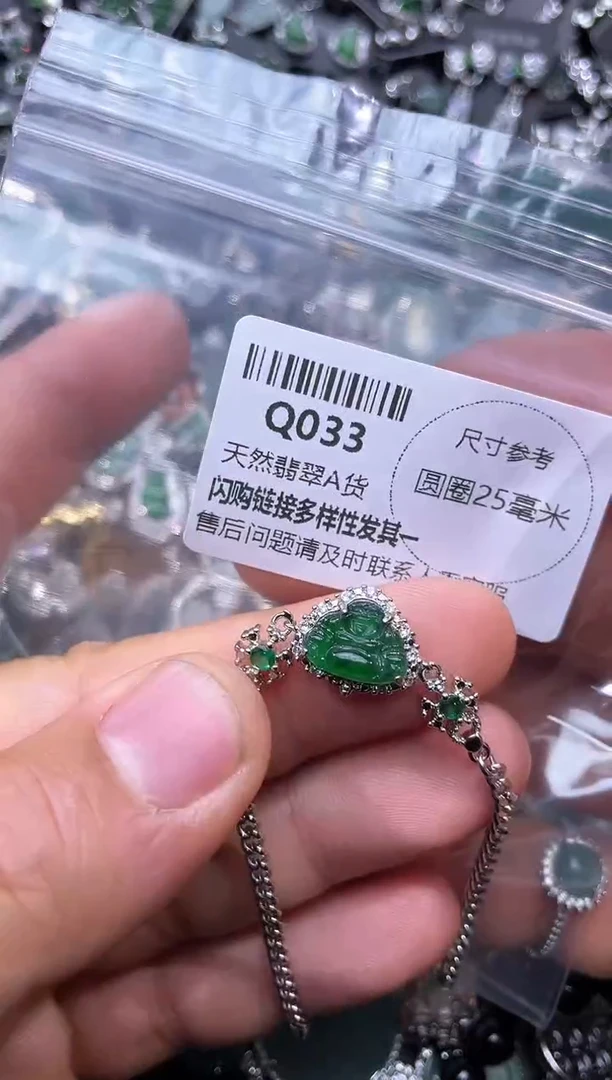 Q033
天然翡翠A货
闪购链接多样性发其一
售后问题请及时联系
尺寸参考
圆圈25毫米